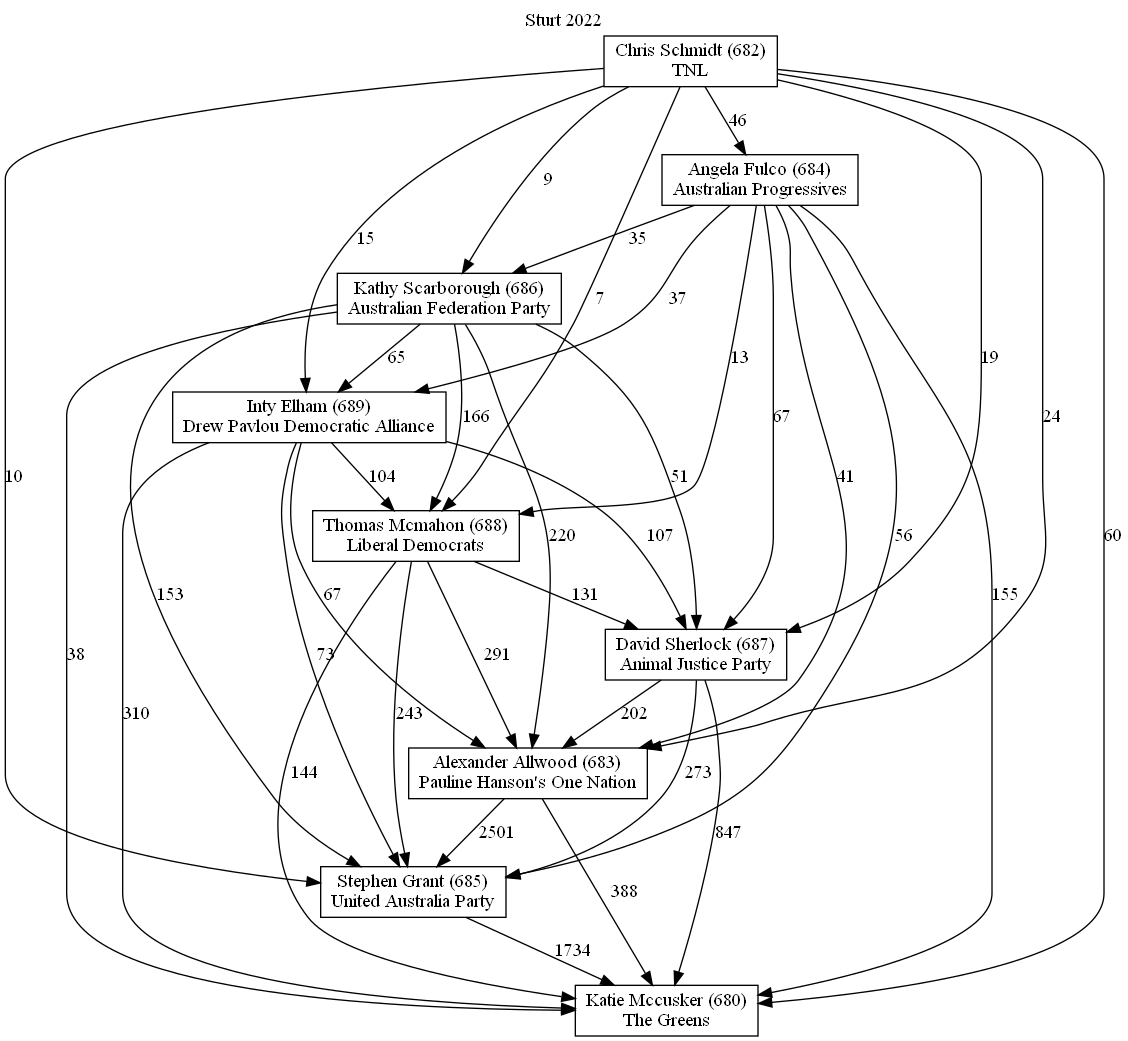 Sturt 2022
Chris Schmidt (682)
TNL
46
Angela Fulco (684)
Australian Progressives
9
15
35
37
7
Kathy Scarborough (686)
Australian Federation Party
65
13
19
Inty Elham (689)
Drew Pavlou Democratic Alliance
166
67
24
10
104
51
41
Thomas Mcmahon (688)
Liberal Democrats
220
107
56
60
153
67
131
155
David Sherlock (687)
Animal Justice Party
38
73
291
310
243
202
Alexander Allwood (683)
Pauline Hanson's One Nation
144
273
2501
847
Stephen Grant (685)
United Australia Party
388
1734
Katie Mccusker (680)
The Greens